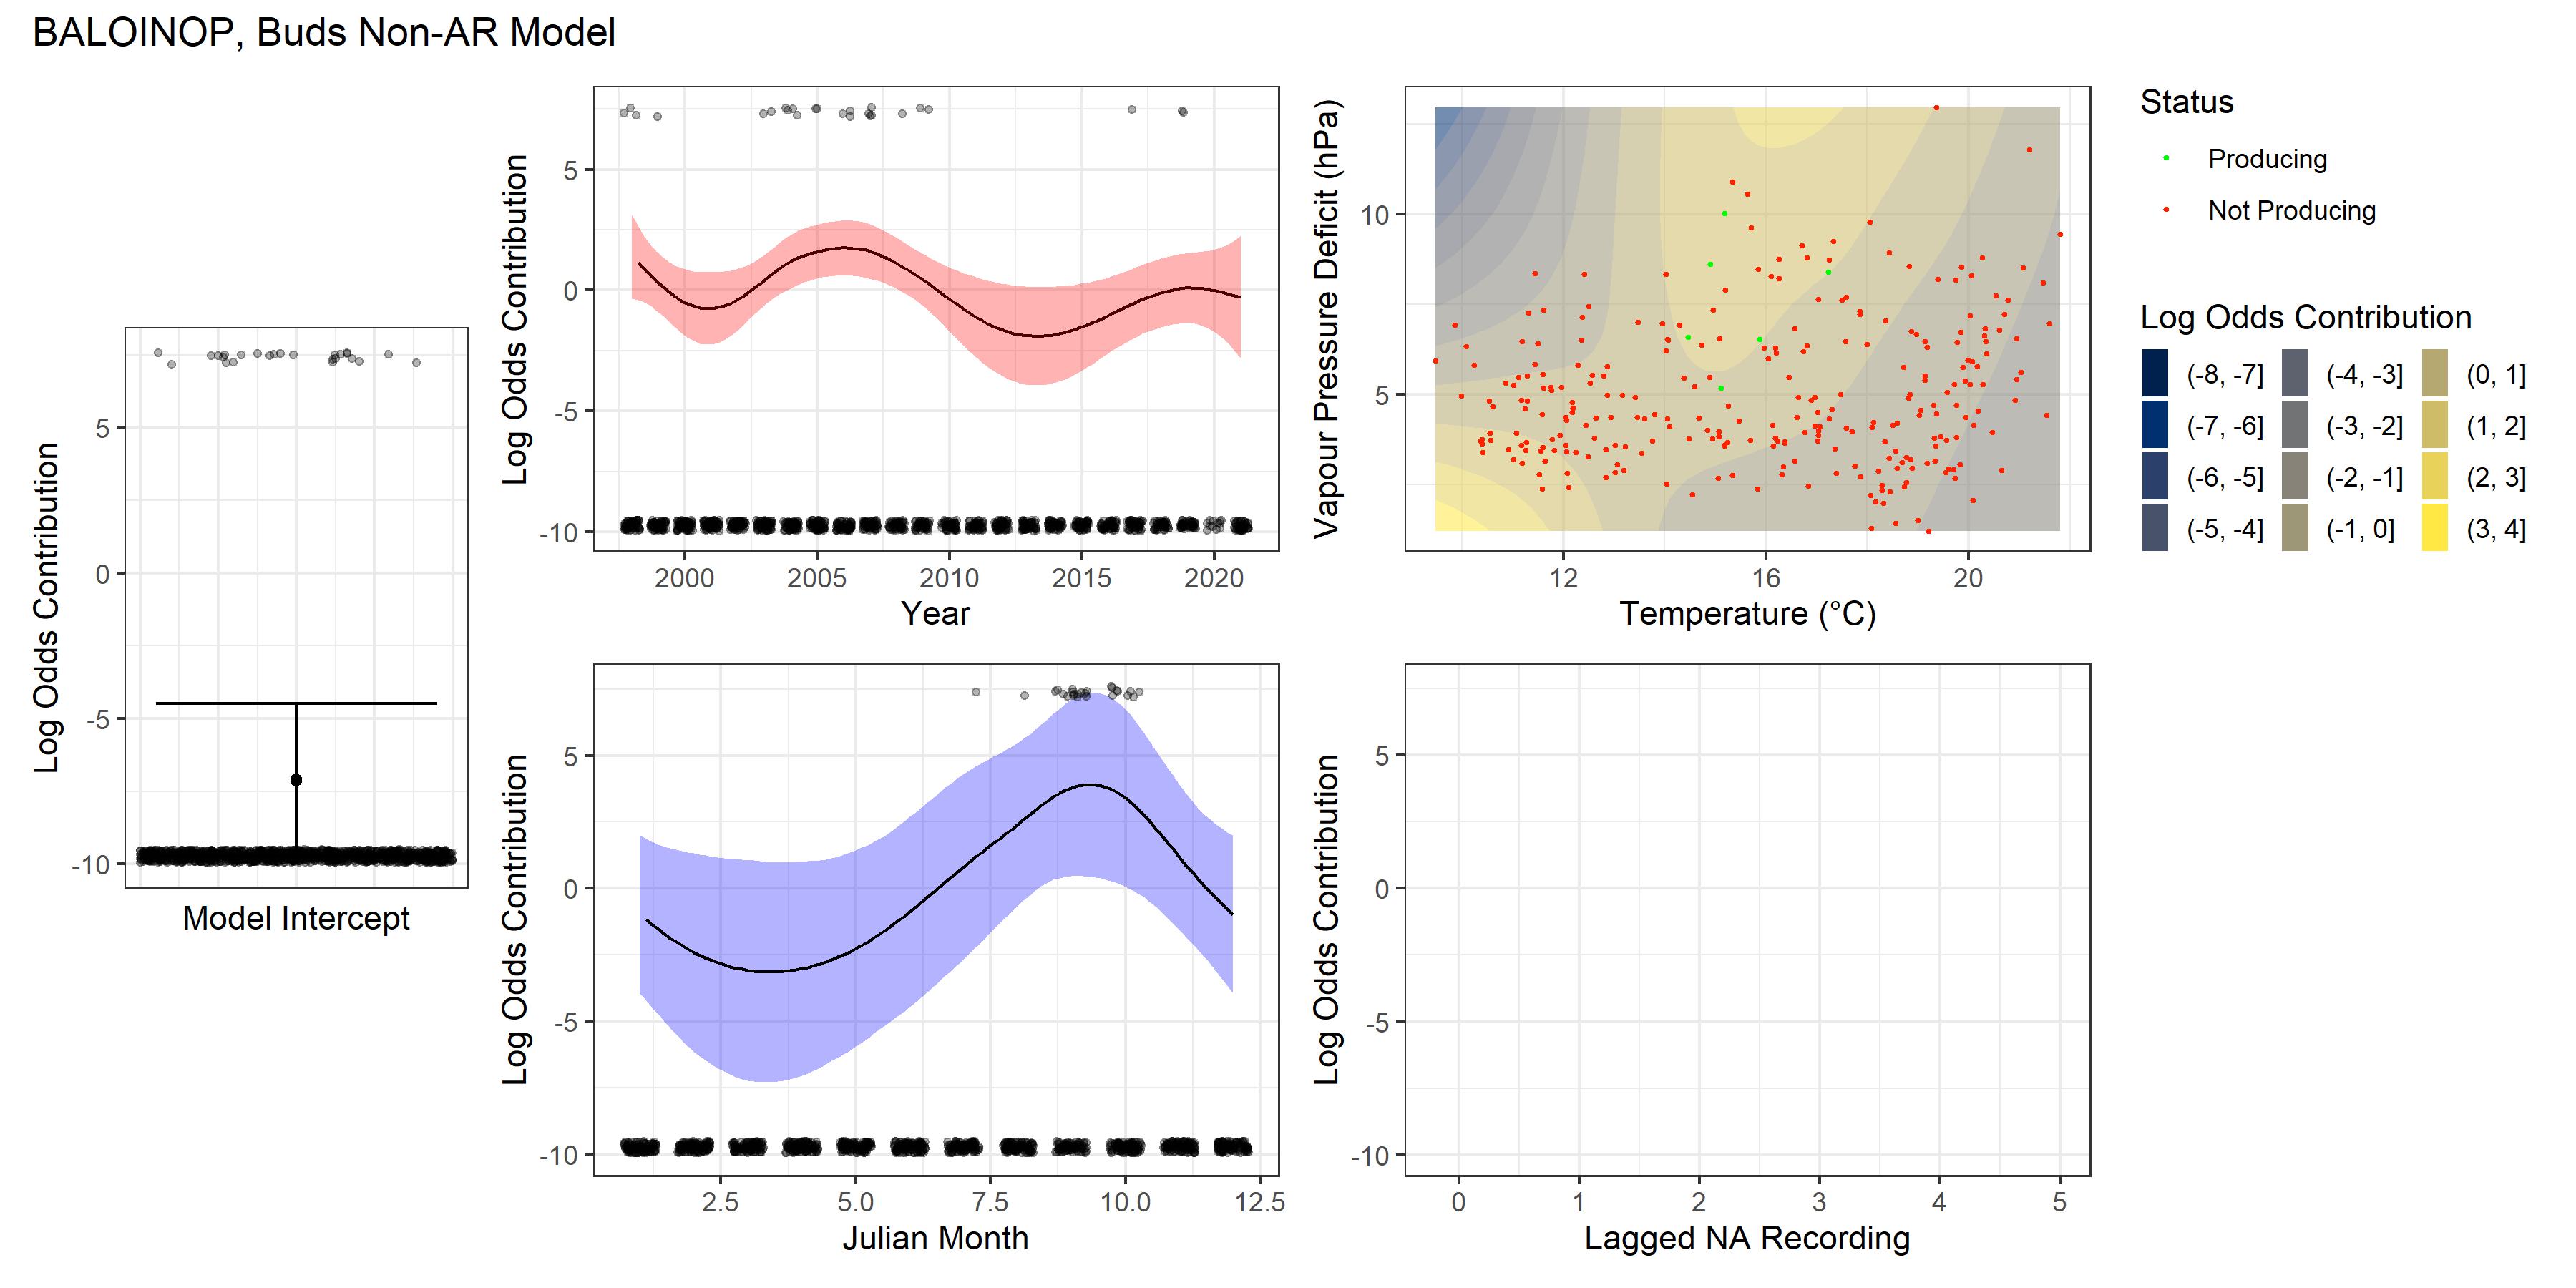 BALOINOP, Buds Non-AR Model
Log Odds Contribution
5
0
-5
-10
Model Intercept
Log Odds Contribution
5
0
-5
-10
2000 2005 2010 2015 2020
Year
Vapour Pressure Deficit (hPa)
10
5
12 16 20
Temperature (°C)
Status
Producing
Not Producing
Log Odds Contribution
(-8, -7] (-4, -3] (0, 1]
(-7, -6] (-3, -2] (1, 2]
(-6, -5] (-2, -1] (2, 3]
(-5, -4] (-1, 0] (3, 4]
Log Odds Contribution
5
0
-5
-10
2.5 5.0 7.5 10.0 12.5
Julian Month
Log Odds Contribution
5
0
-5
-10
0 1 2 3 4 5
Lagged NA Recording